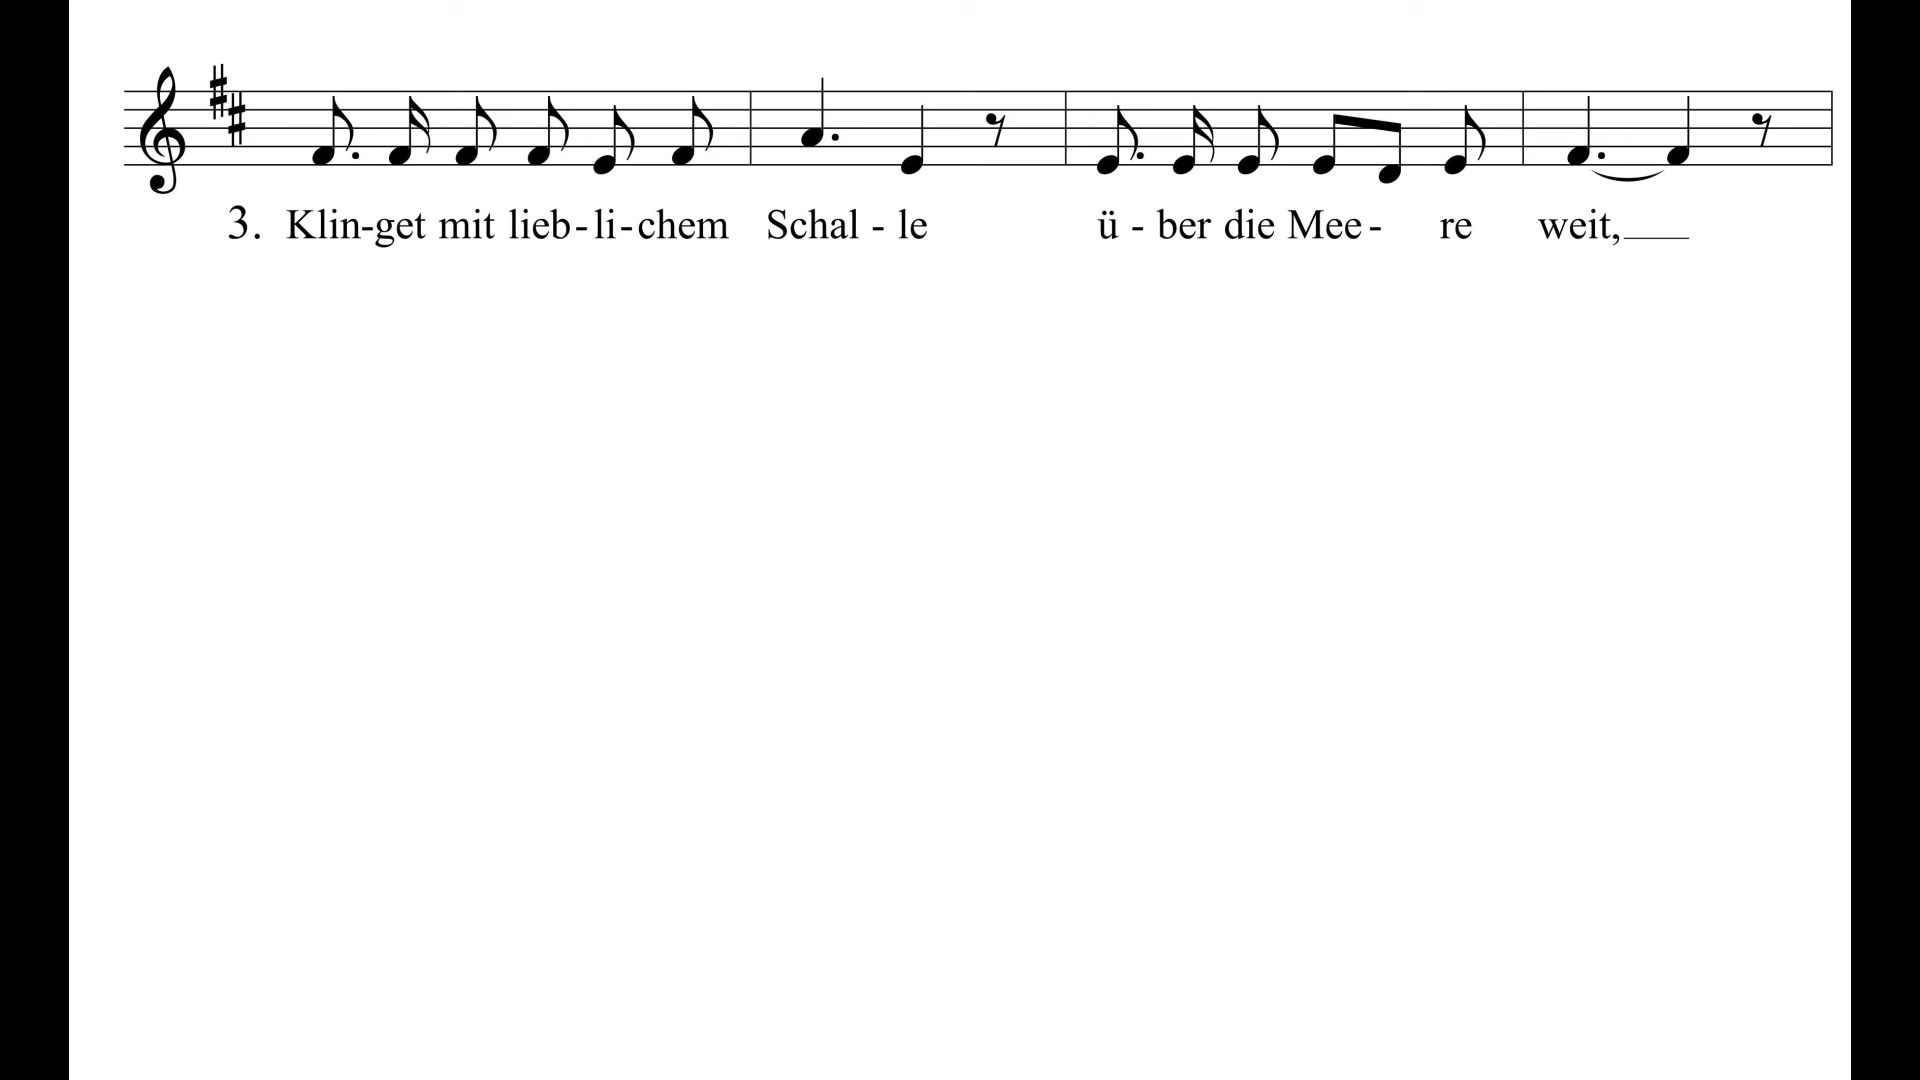 3. Klin-get mit lieb-li-chem Schal - le ü - ber die Mee - re weit,